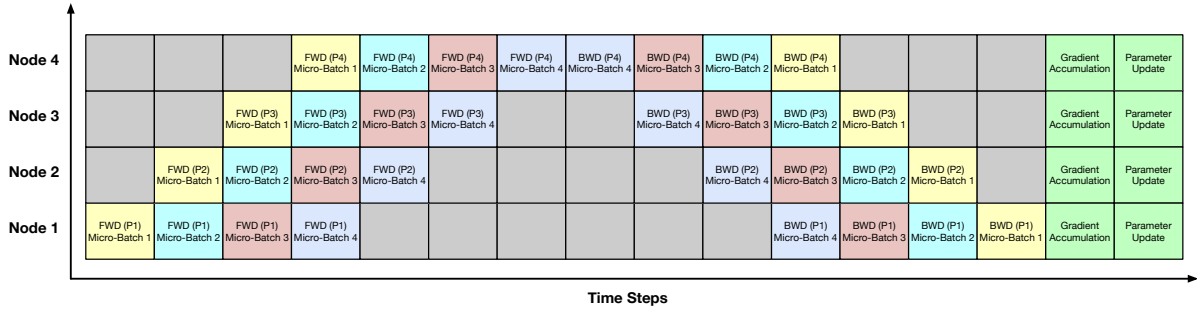 Node 4
FWD (P4)
Micro-Batch 1
FWD (P4)
Micro-Batch 2
FWD (P4)
Micro-Batch 3
FWD (P4)
Micro-Batch 4
BWD (P4)
Micro-Batch 4
BWD (P4)
Micro-Batch 3
BWD (P4)
Micro-Batch 2
BWD (P4)
Micro-Batch 1
Gradient
Accumulation
Parameter
Update
Node 3
FWD (P3)
Micro-Batch 1
FWD (P3)
Micro-Batch 2
FWD (P3)
Micro-Batch 3
FWD (P3)
Micro-Batch 4
BWD (P3)
Micro-Batch 4
BWD (P3)
Micro-Batch 3
BWD (P3)
Micro-Batch 2
BWD (P3)
Micro-Batch 1
Gradient
Accumulation
Parameter
Update
Node 2
FWD (P2)
Micro-Batch 1
FWD (P2)
Micro-Batch 2
FWD (P2)
Micro-Batch 3
FWD (P2)
Micro-Batch 4
BWD (P2)
Micro-Batch 4
BWD (P2)
Micro-Batch 3
BWD (P2)
Micro-Batch 2
BWD (P2)
Micro-Batch 1
Gradient
Accumulation
Parameter
Update
Node 1
FWD (P1)
Micro-Batch 1
FWD (P1)
Micro-Batch 2
FWD (P1)
Micro-Batch 3
FWD (P1)
Micro-Batch 4
BWD (P1)
Micro-Batch 4
BWD (P1)
Micro-Batch 3
BWD (P1)
Micro-Batch 2
BWD (P1)
Micro-Batch 1
Gradient
Accumulation
Parameter
Update
Time Steps